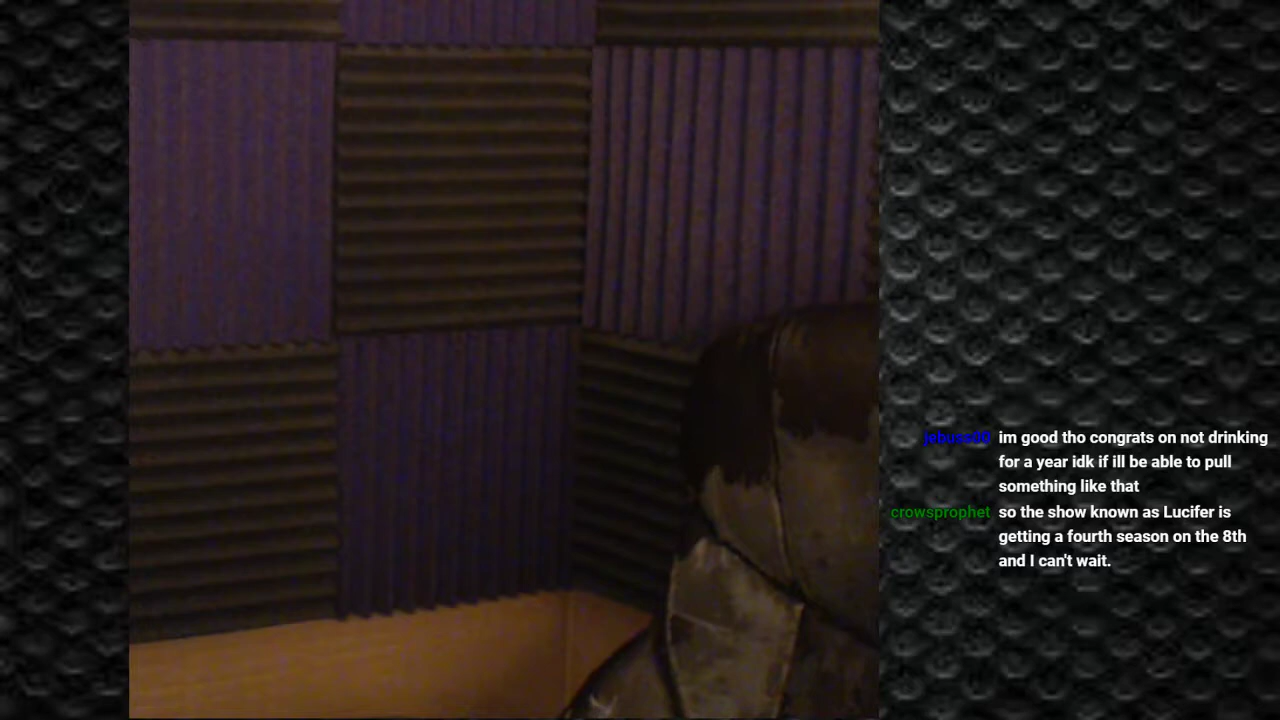 jebuss00 im good tho congrats on not drinking
for a year idk if ill be able to pull
something like that
crowsprophet so the show known as Lucifer is
getting a fourth season on the 8th
and I can't wait.